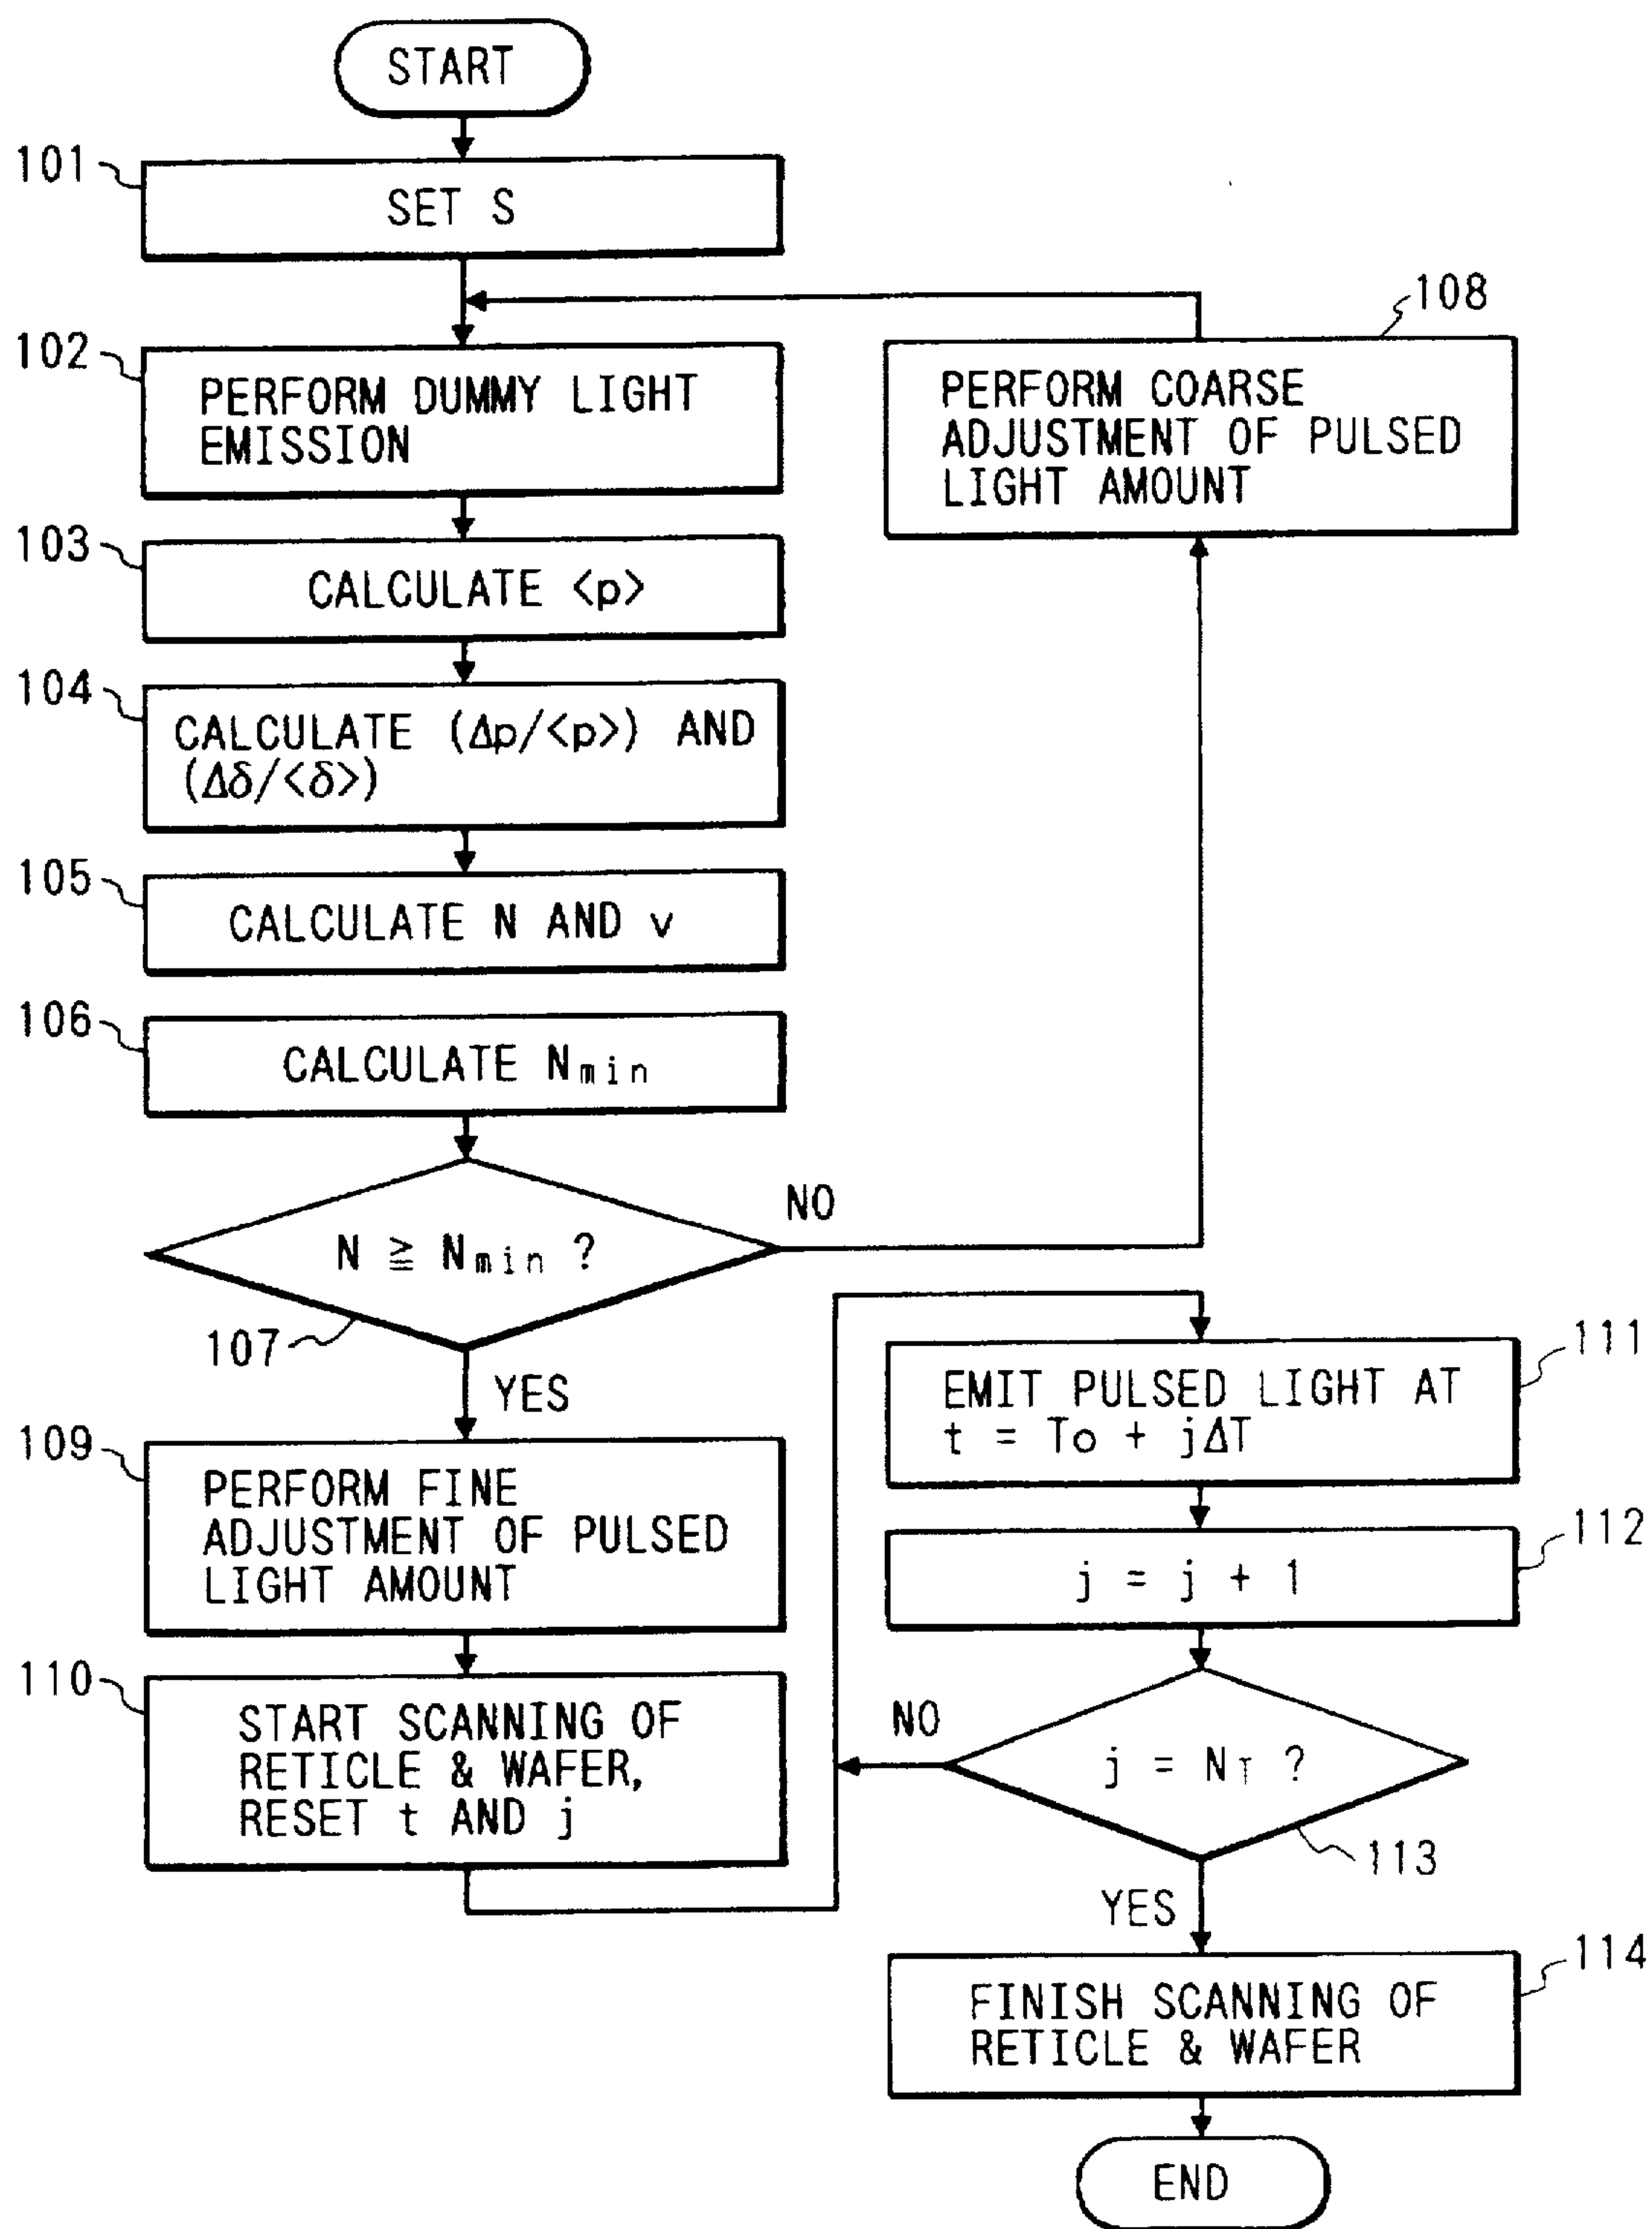 START
101
SET S
102
PERFORM DUMMY LIGHT
EMISSION
103
CALCULATE <p>
104
CALCULATE (Δp/<p>) AND
(Δδ/<δ>)
105
CALCULATE N AND v
106
CALCULATE Nmin
N ≧ Nmin ?
107
NO
YES
108
PERFORM COARSE
ADJUSTMENT OF PULSED
LIGHT AMOUNT
109
PERFORM FINE
ADJUSTMENT OF PULSED
LIGHT AMOUNT
110
START SCANNING OF
RETICLE & WAFER,
RESET t AND j
111
EMIT PULSED LIGHT AT
t = To + jΔT
112
j = j + 1
NO
j = NT ?
113
YES
114
FINISH SCANNING OF
RETICLE & WAFER
END